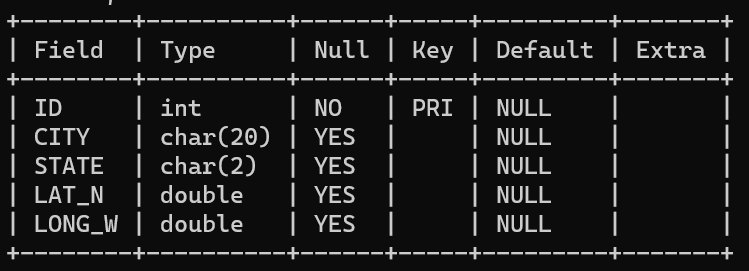 +--------+----------+------+-----+---------+-------+
| Field  | Type     | Null | Key | Default | Extra |
+--------+----------+------+-----+---------+-------+
| ID     | int      | NO   | PRI | NULL    |       |
| CITY   | char(20) | YES  |     | NULL    |       |
| STATE  | char(2)  | YES  |     | NULL    |       |
| LAT_N  | double   | YES  |     | NULL    |       |
| LONG_W | double   | YES  |     | NULL    |       |
+--------+----------+------+-----+---------+-------+